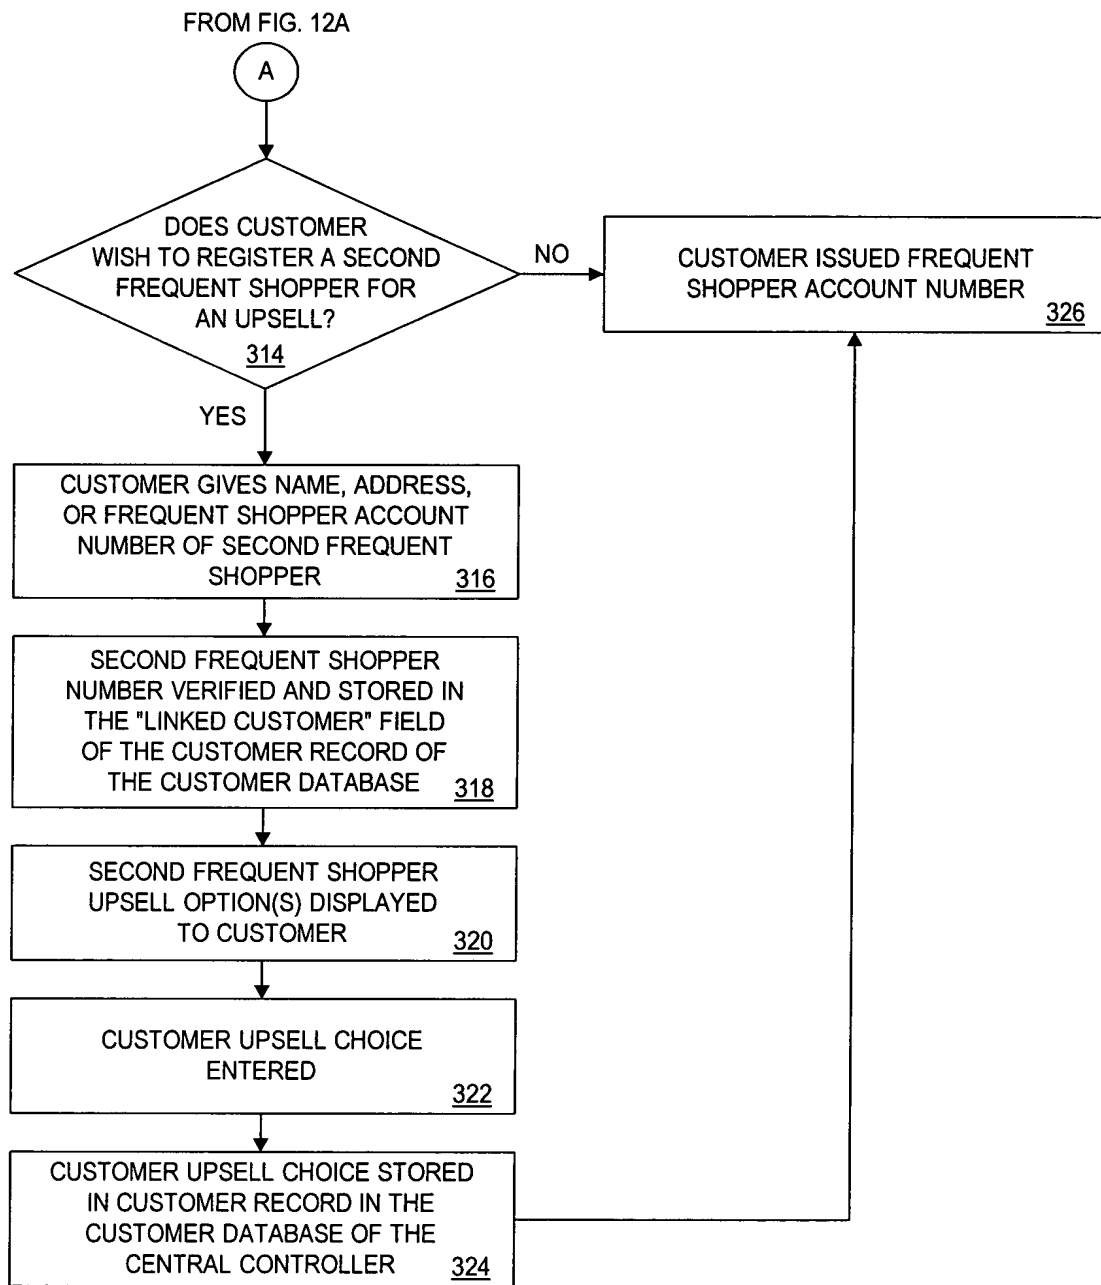 FROM FIG. 12A
A
DOES CUSTOMER
WISH TO REGISTER A SECOND
FREQUENT SHOPPER FOR
AN UPSELL?
314
NO
CUSTOMER ISSUED FREQUENT
SHOPPER ACCOUNT NUMBER
326
YES
CUSTOMER GIVES NAME, ADDRESS,
OR FREQUENT SHOPPER ACCOUNT
NUMBER OF SECOND FREQUENT
SHOPPER
316
SECOND FREQUENT SHOPPER
NUMBER VERIFIED AND STORED IN
THE "LINKED CUSTOMER" FIELD
OF THE CUSTOMER RECORD OF
THE CUSTOMER DATABASE
318
SECOND FREQUENT SHOPPER
UPSELL OPTION(S) DISPLAYED
TO CUSTOMER
320
CUSTOMER UPSELL CHOICE
ENTERED
322
CUSTOMER UPSELL CHOICE STORED
IN CUSTOMER RECORD IN THE
CUSTOMER DATABASE OF THE
CENTRAL CONTROLLER
324